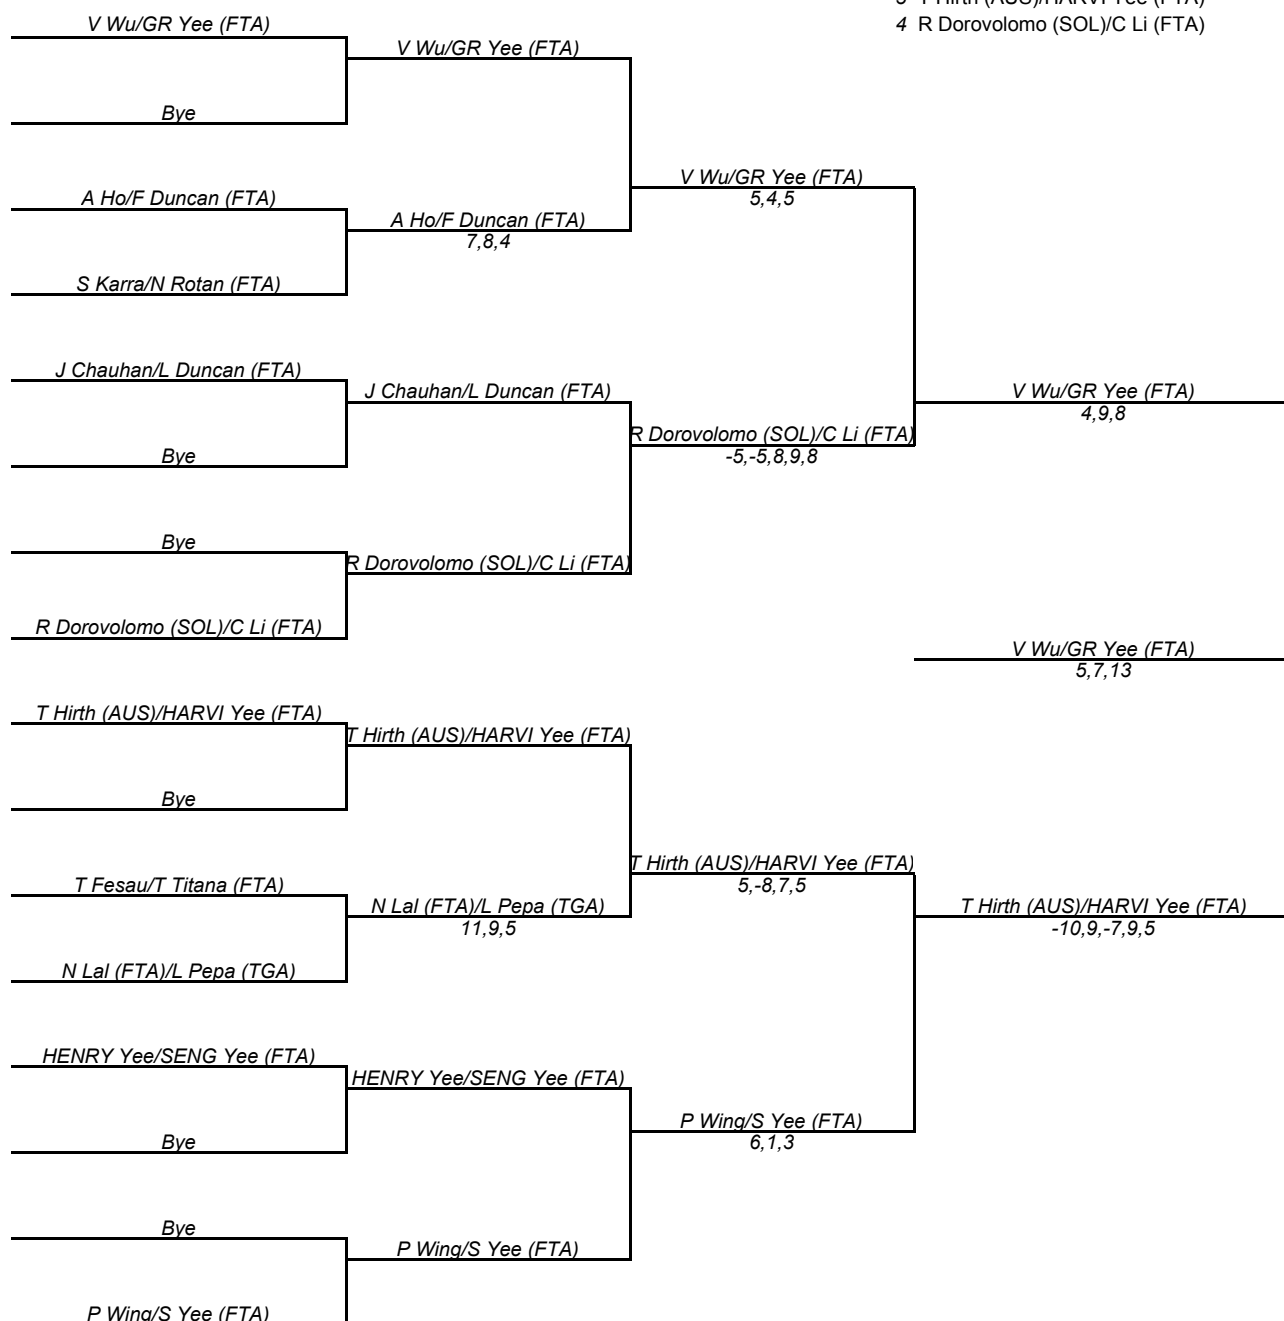 3 T Hirth (AUS)/HARVI Yee (FTA)
4 R Dorovolomo (SOL)/C Li (FTA)
V Wu/GR Yee (FTA)
V Wu/GR Yee (FTA)
Bye
V Wu/GR Yee (FTA)
5,4,5
A Ho/F Duncan (FTA)
A Ho/F Duncan (FTA)
7,8,4
S Karra/N Rotan (FTA)
J Chauhan/L Duncan (FTA)
J Chauhan/L Duncan (FTA)
V Wu/GR Yee (FTA)
4,9,8
R Dorovolomo (SOL)/C Li (FTA)
-5,-5,8,9,8
Bye
Bye
R Dorovolomo (SOL)/C Li (FTA)
R Dorovolomo (SOL)/C Li (FTA)
V Wu/GR Yee (FTA)
5,7,13
T Hirth (AUS)/HARVI Yee (FTA)
T Hirth (AUS)/HARVI Yee (FTA)
Bye
T Hirth (AUS)/HARVI Yee (FTA)
5,-8,7,5
T Fesau/T Titana (FTA)
N Lal (FTA)/L Pepa (TGA)
11,9,5
T Hirth (AUS)/HARVI Yee (FTA)
-10,9,-7,9,5
N Lal (FTA)/L Pepa (TGA)
HENRY Yee/SENG Yee (FTA)
HENRY Yee/SENG Yee (FTA)
P Wing/S Yee (FTA)
6,1,3
Bye
Bye
P Wing/S Yee (FTA)
P Wing/S Yee (FTA)